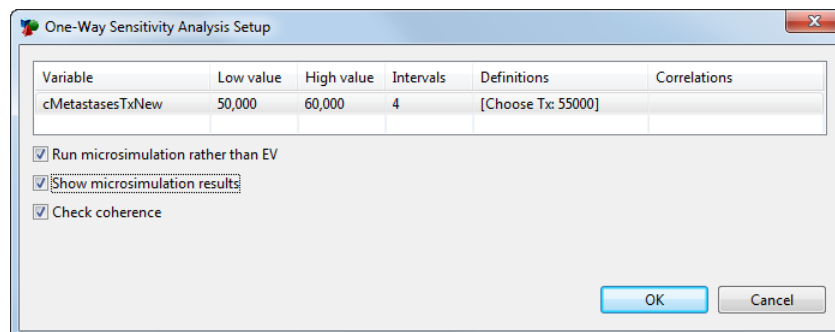 One-Way Sensitivity Analysis Setup
Variable Low value High value Intervals Definitions Correlations
cMetastasesTxNew 50,000 60,000 4 [Choose Tx: 55000]
Run microsimulation rather than EV
Show microsimulation results
Check coherence
OK Cancel